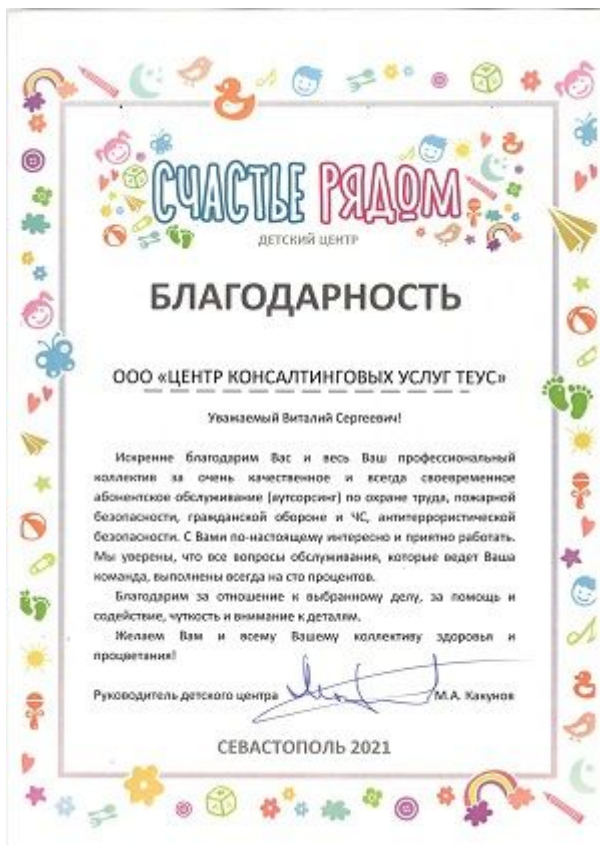 СЧАСТЬЕ РЯДОМ
ДЕТСКИЙ ЦЕНТР
БЛАГОДАРНОСТЬ
ООО «ЦЕНТР КОНСАЛТИНГОВЫХ УСЛУГ ТЕУС»
Уважаемый Виталий Сергеевич!
Искренне благодарим Вас и весь Ваш профессиональный
коллектив за очень качественное и всегда своевременное
абонентское обслуживание (аутсорсинг) по охране труда, пожарной
безопасности, гражданской обороне и ЧС, антитеррористической
безопасности. С Вами по-настоящему интересно и приятно работать.
Мы уверены, что все вопросы обслуживания, которые ведет Ваша
команда, выполнены всегда на сто процентов.
Благодарим за отношение к выбранному делу, за помощь и
содействие, чуткость и внимание к деталям.
Желаем Вам и всему Вашему коллективу здоровья и
процветания!
Руководитель детского центра М.А. Какунов
СЕВАСТОПОЛЬ 2021